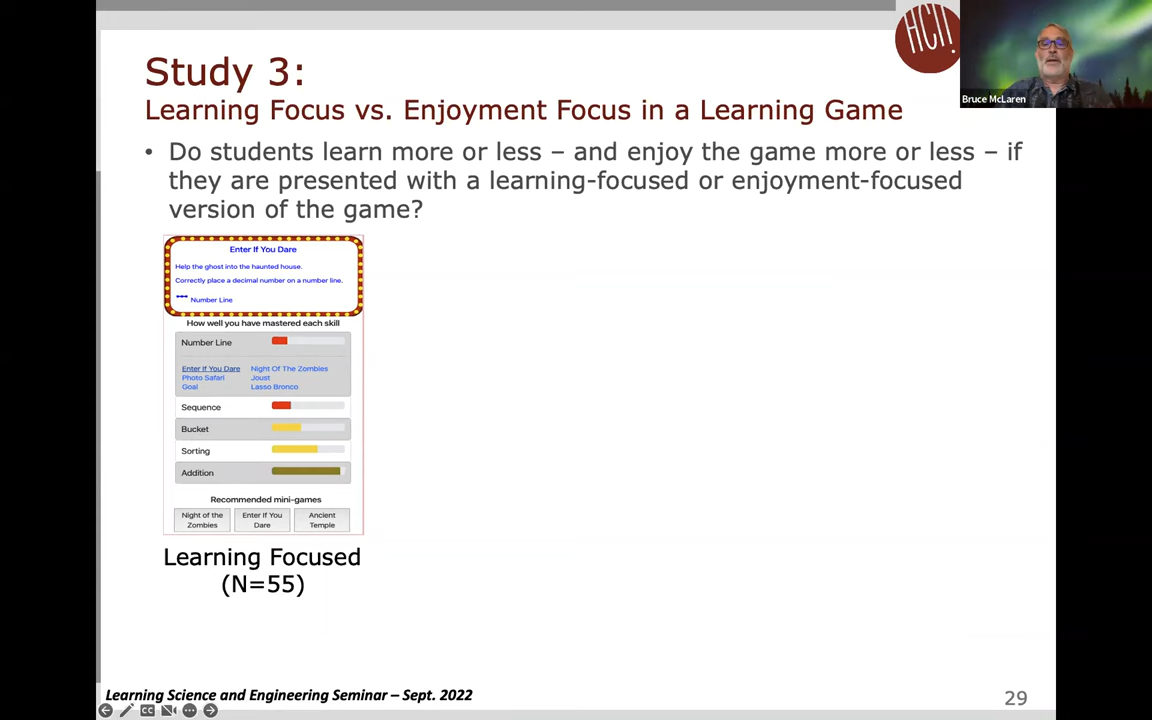 HCII
Bruce McLaren
Study 3:
Learning Focus vs. Enjoyment Focus in a Learning Game
• Do students learn more or less – and enjoy the game more or less – if
they are presented with a learning-focused or enjoyment-focused
version of the game?
Enter If You Dare
Help the ghost into the haunted house.
Correctly place a decimal number on a number line.
Number Line
How well you have mastered each skill
Number Line
Enter If You Dare Night Of The Zombies
Photo Safari Joust
Goal Lasso Bronco
Sequence
Bucket
Sorting
Addition
Recommended mini-games
Night of the Enter If You Ancient
Zombies Dare Temple
Learning Focused
(N=55)
Learning Science and Engineering Seminar – Sept. 2022
29
CC